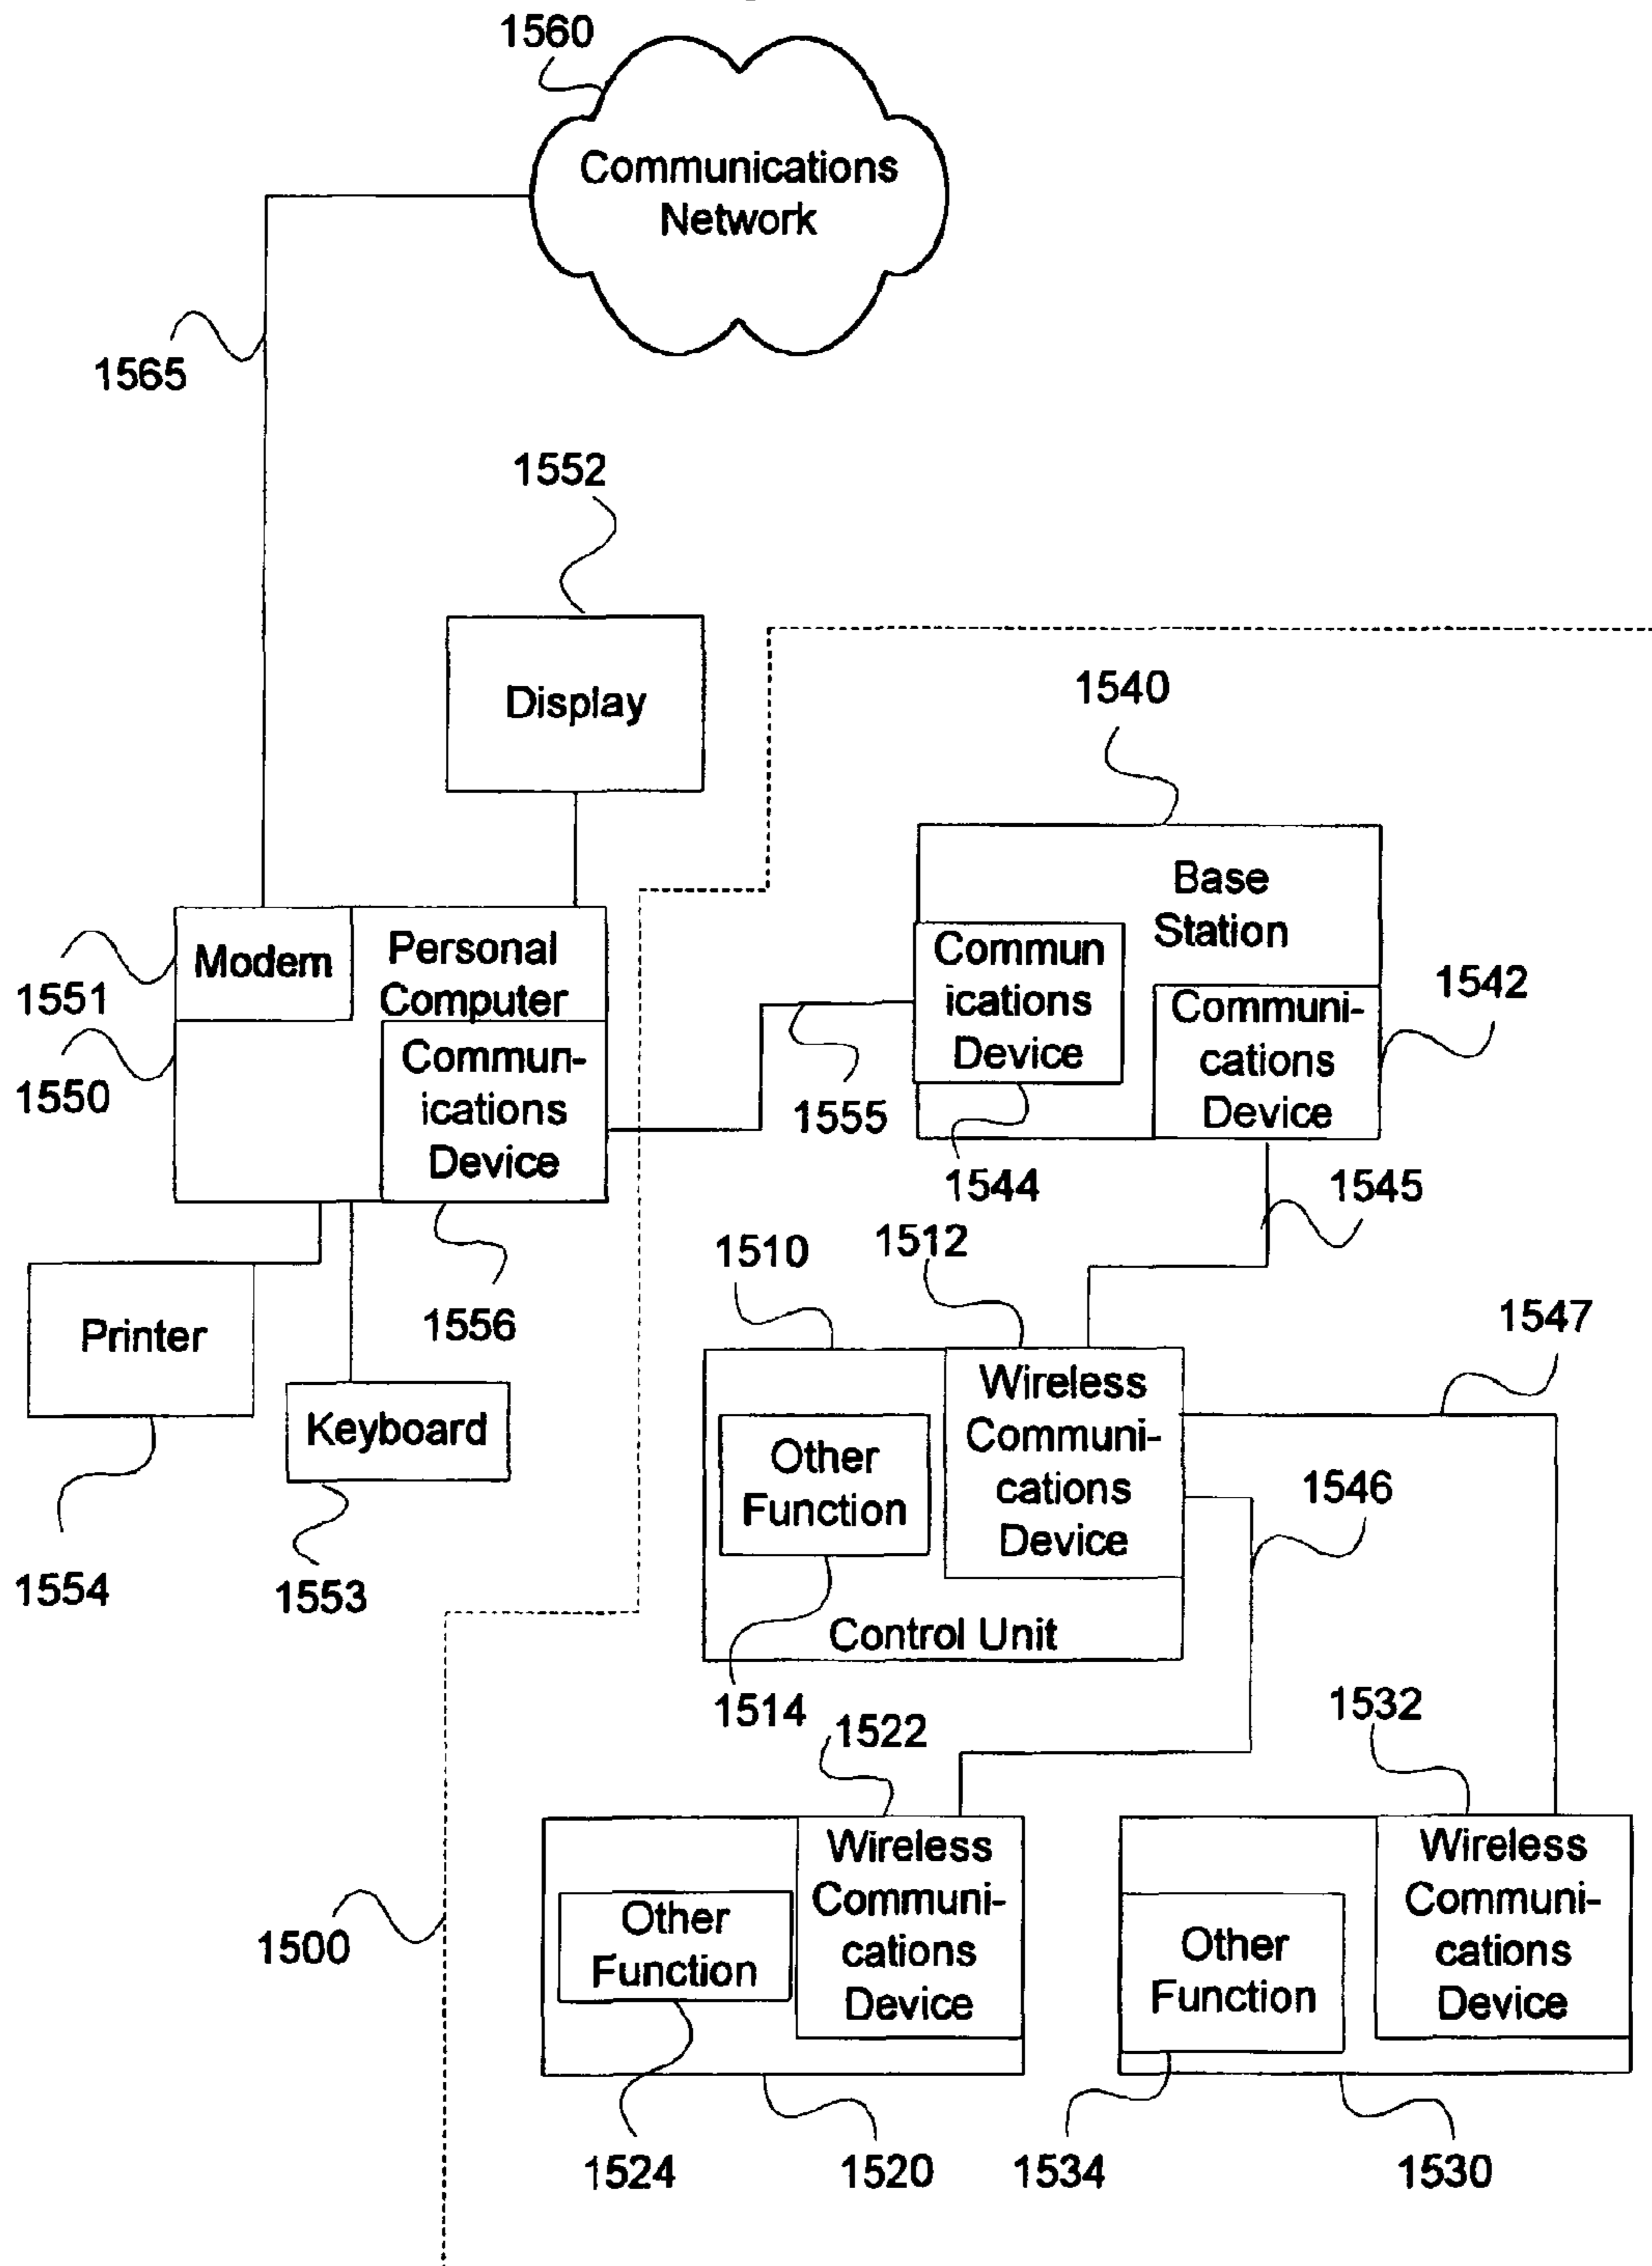 1560
Communications
Network
1565
1552
Display
1540
Base
Station
Modem
Personal
Computer
Commun
ications
Device
1542
Communi-
cations
Device
1551
1550
Commun-
ications
Device
1555
1544
1545
1510
1512
1556
Printer
1547
Wireless
Communi-
cations
Device
Keyboard
Other
Function
1546
1554
1553
Control Unit
1514
1522
1532
Wireless
Communi-
cations
Device
Other
Function
Wireless
Communi-
cations
Device
Other
Function
1500
1524
1520
1534
1530